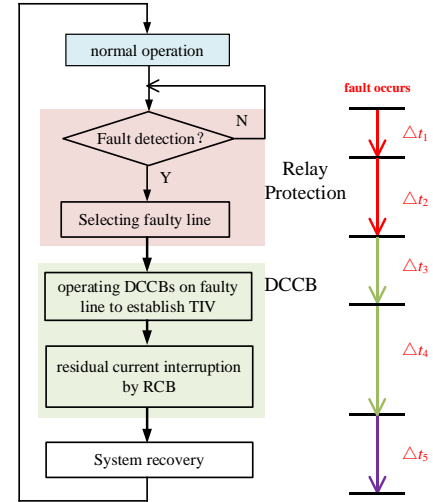 normal operation
fault occurs
N
Fault detection？
△t1
Relay
Protection
Y
△t2
Selecting faulty line
△t3
DCCB
operating DCCBs on faulty
line to establish TIV
△t4
residual current interruption
by RCB
△t5
System recovery